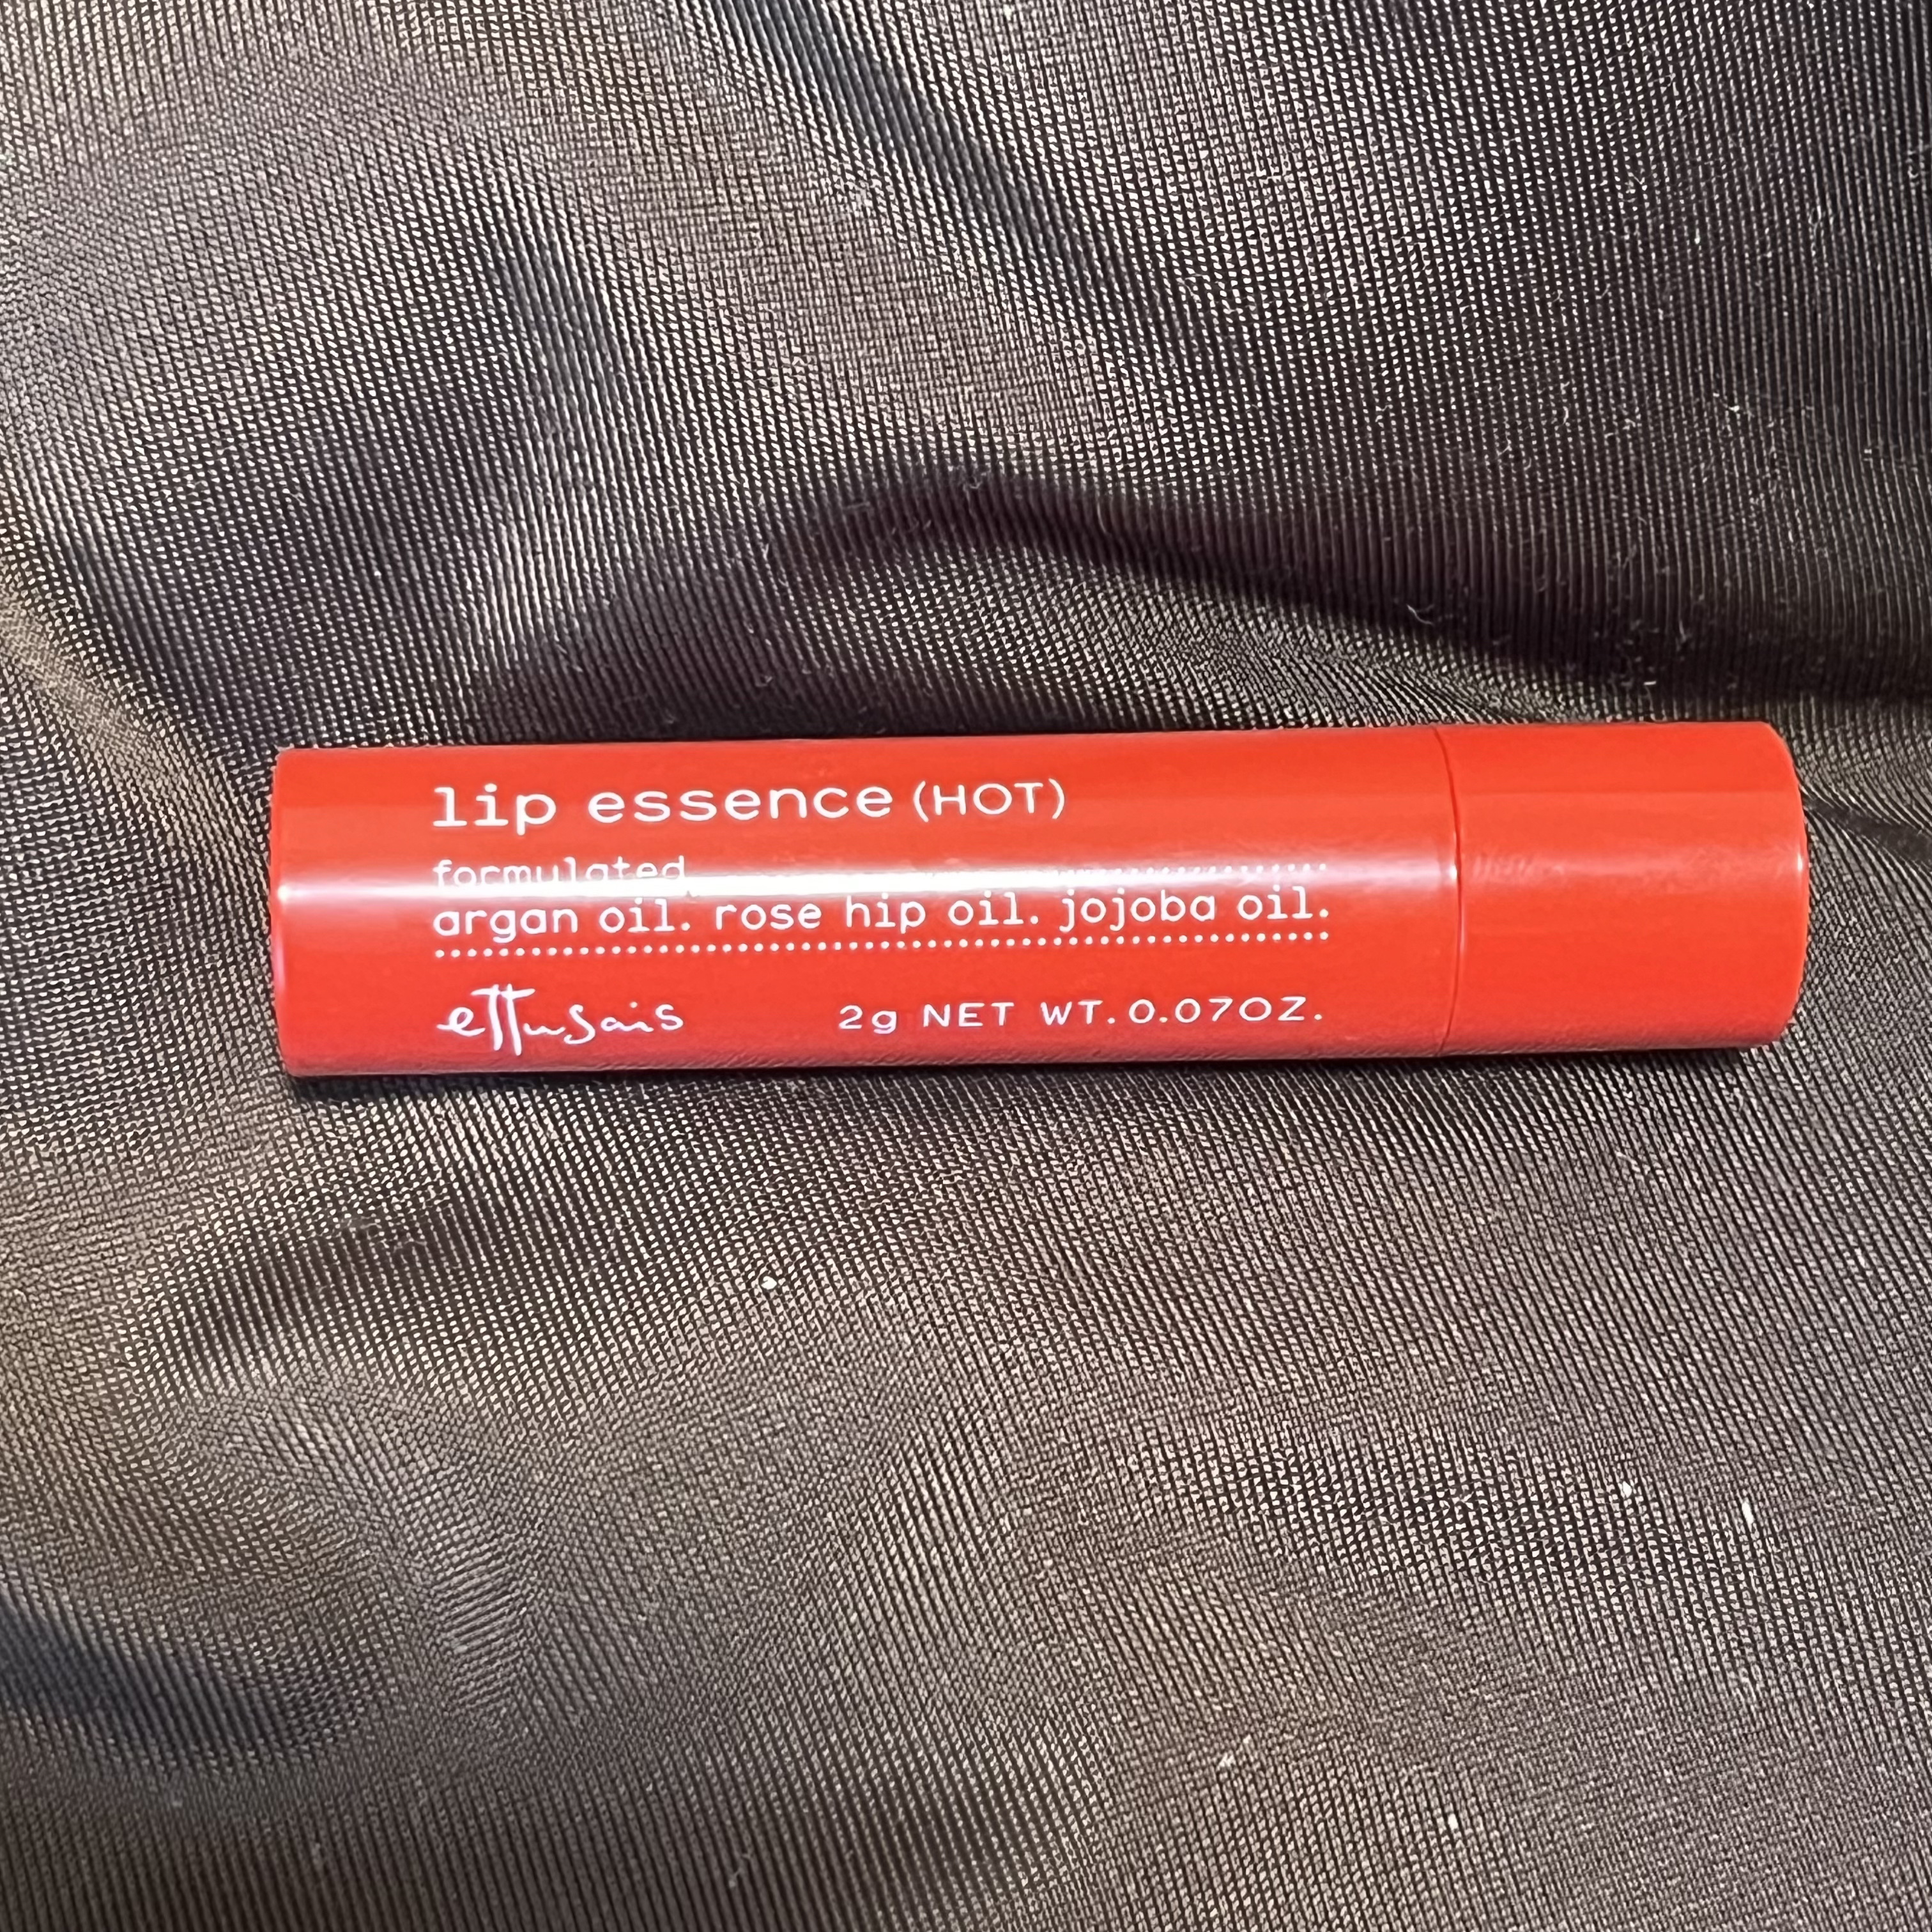 lip essence (HOT)
formulated
argan oil. rose hip oil. jojoba oil.
ettusais
2g NET WT. 0.07OZ.